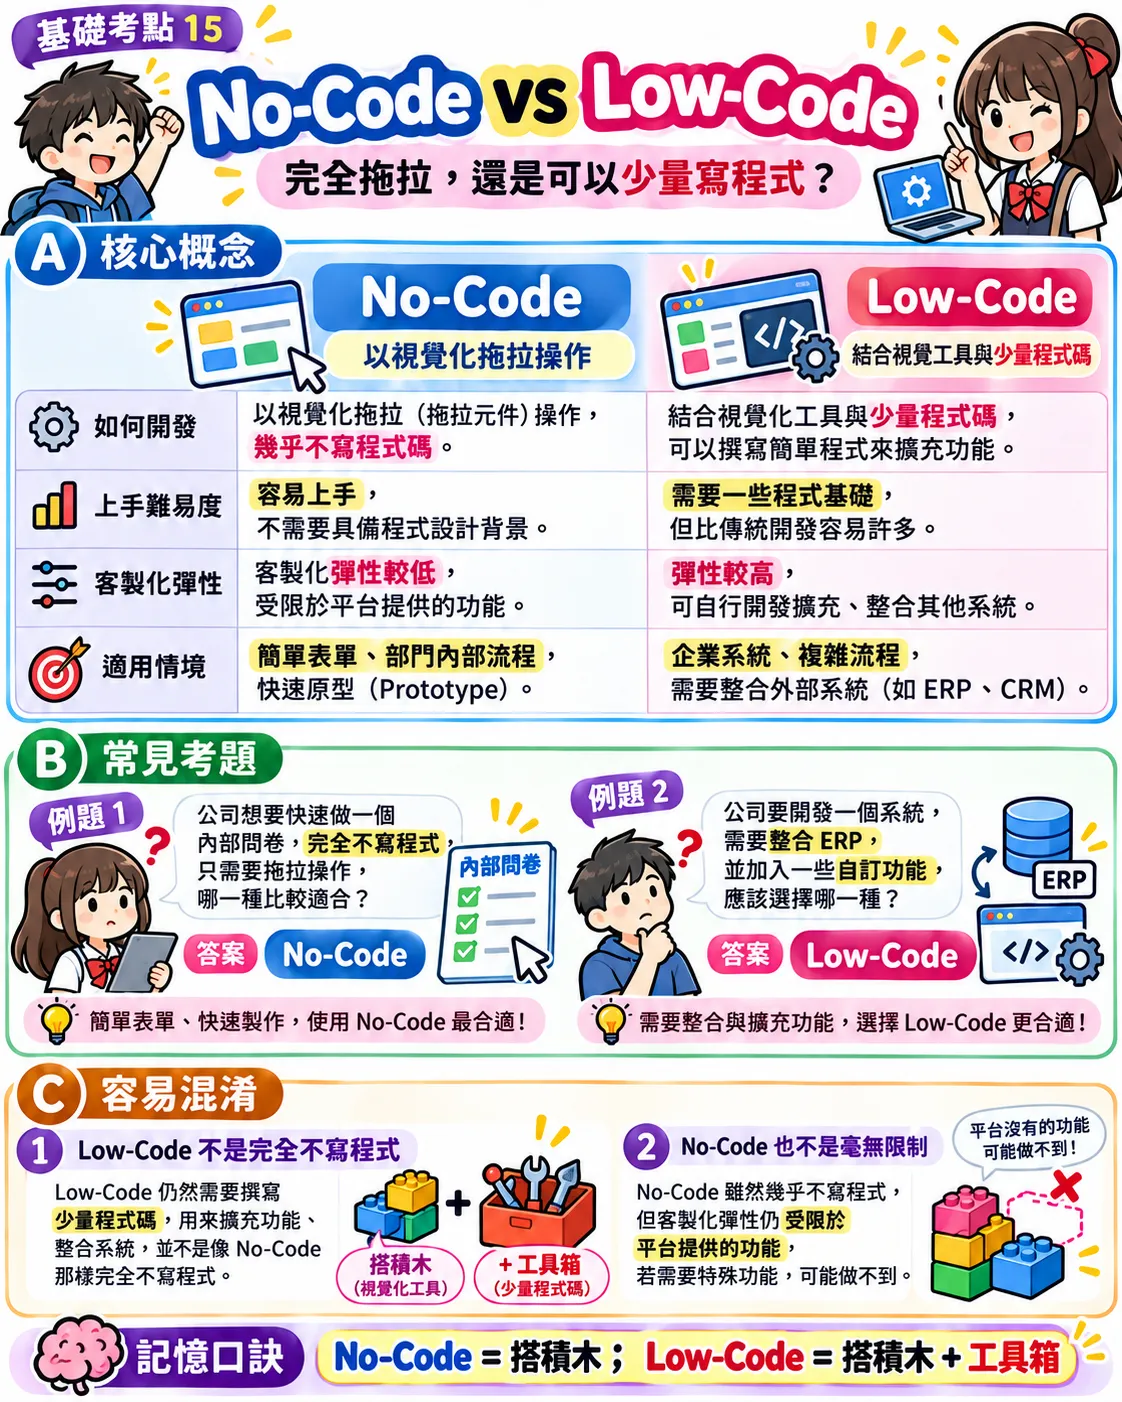 基礎考點 15
No-Code VS Low-Code
完全拖拉，還是可以少量寫程式？
A 核心概念
No-Code
以視覺化拖拉操作
</>
Low-Code
結合視覺工具與少量程式碼
如何開發
以視覺化拖拉（拖拉元件）操作，
幾乎不寫程式碼。
結合視覺化工具與少量程式碼，
可以撰寫簡單程式來擴充功能。
上手難易度
容易上手，
不需要具備程式設計背景。
需要一些程式基礎，
但比傳統開發容易許多。
客製化彈性
客製化彈性較低，
受限於平台提供的功能。
彈性較高，
可自行開發擴充、整合其他系統。
適用情境
簡單表單、部門內部流程，
快速原型（Prototype）。
企業系統、複雜流程，
需要整合外部系統（如 ERP、CRM）。
B 常見考題
例題 1
?
公司想要快速做一個
內部問卷，完全不寫程式，
只需要拖拉操作，
哪一種比較適合？
內部問卷
答案 No-Code
簡單表單、快速製作，使用 No-Code 最合適！
例題 2
?
公司要開發一個系統，
需要整合 ERP，
並加入一些自訂功能，
應該選擇哪一種？
ERP
</>
答案 Low-Code
需要整合與擴充功能，選擇 Low-Code 更合適！
C 容易混淆
1 Low-Code 不是完全不寫程式
Low-Code 仍然需要撰寫
少量程式碼，用來擴充功能、
整合系統，並不是像 No-Code
那樣完全不寫程式。
+
搭積木
（視覺化工具）
+ 工具箱
（少量程式碼）
2 No-Code 也不是毫無限制
No-Code 雖然幾乎不寫程式，
但客製化彈性仍 受限於
平台提供的功能，
若需要特殊功能，可能做不到。
平台沒有的功能
可能做不到！
記憶口訣
No-Code = 搭積木； Low-Code = 搭積木 + 工具箱